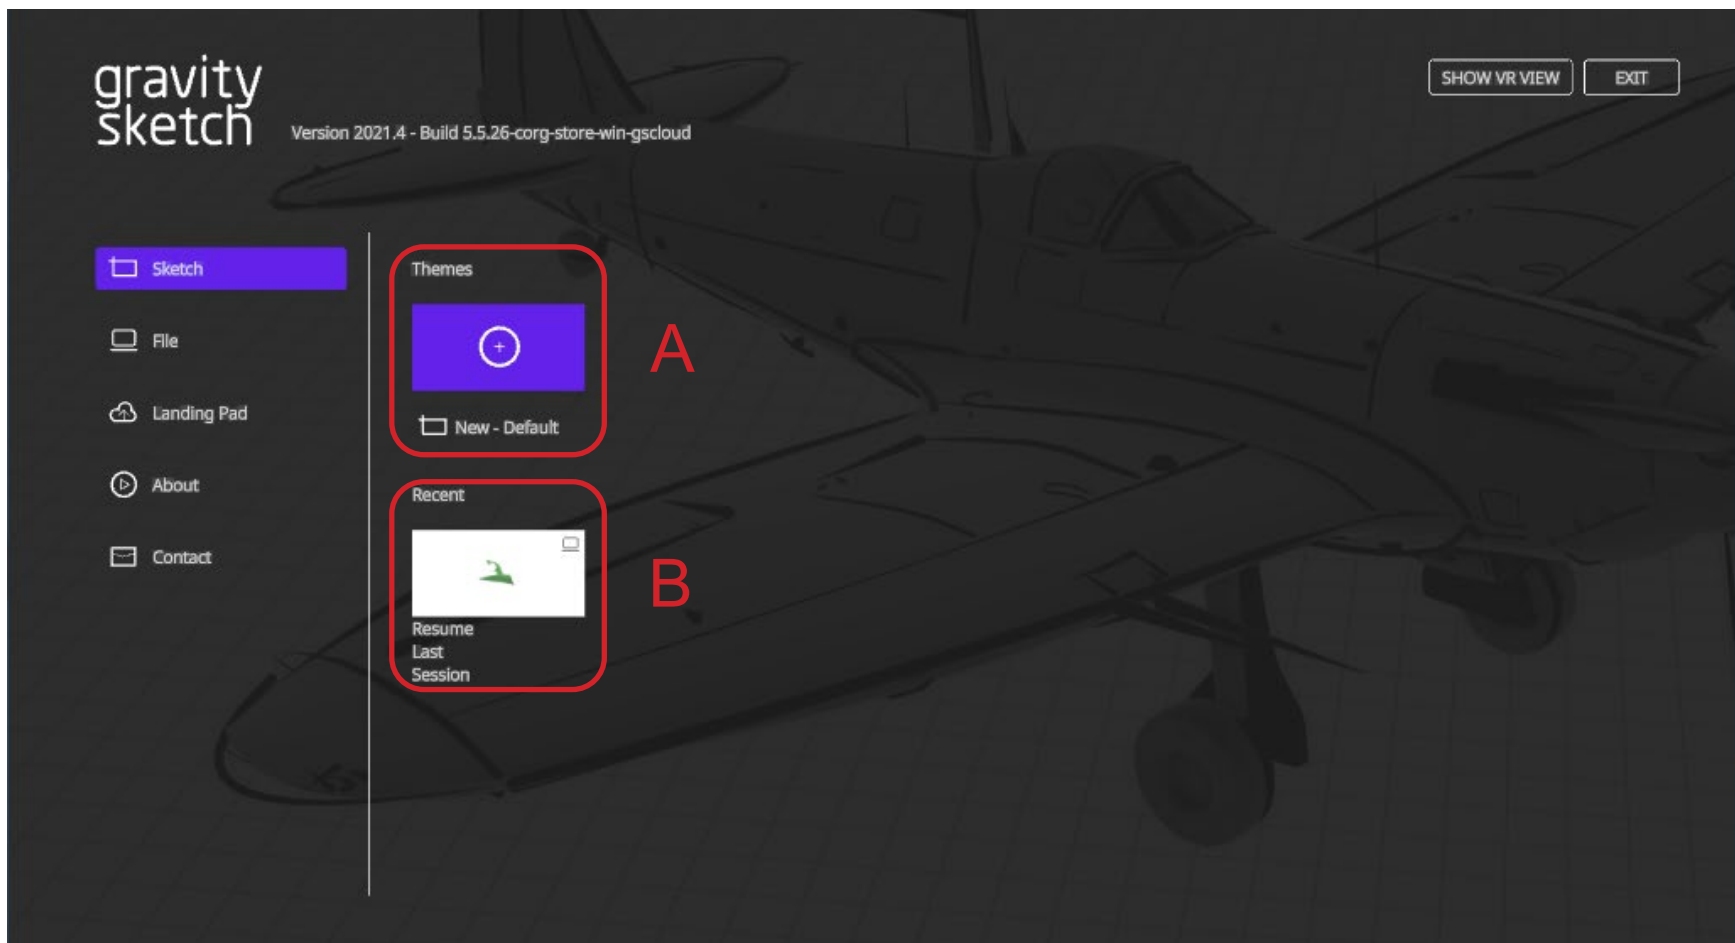 gravity
sketch
Version 2021.4 - Build 5.5.26-corg-store-win-gscloud
SHOW VR VIEW
EXIT
Sketch
File
Landing Pad
About
Contact
Themes
New - Default
A
Recent
Resume
Last
Session
B